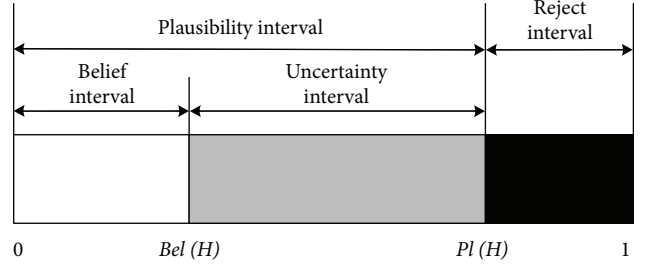 Plausibility interval
Reject
interval
Belief
interval
Uncertainty
interval
0
Bel (H)
Pl (H)
1